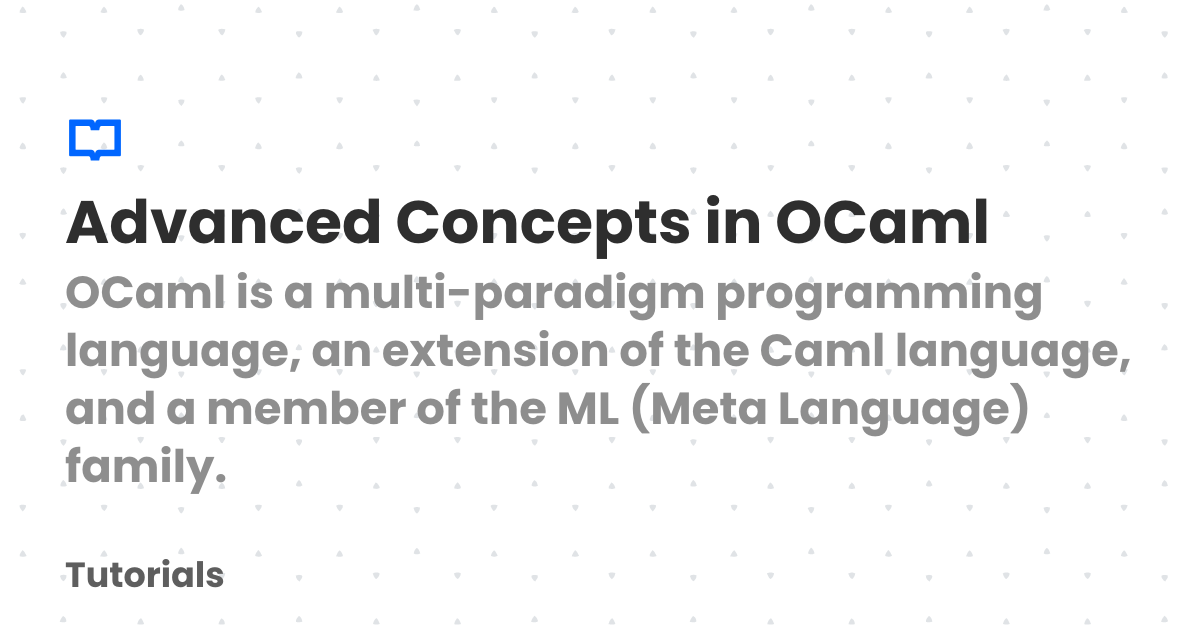 Advanced Concepts in OCaml
OCaml is a multi-paradigm programming
language, an extension of the Caml language,
and a member of the ML (Meta Language)
family.
Tutorials